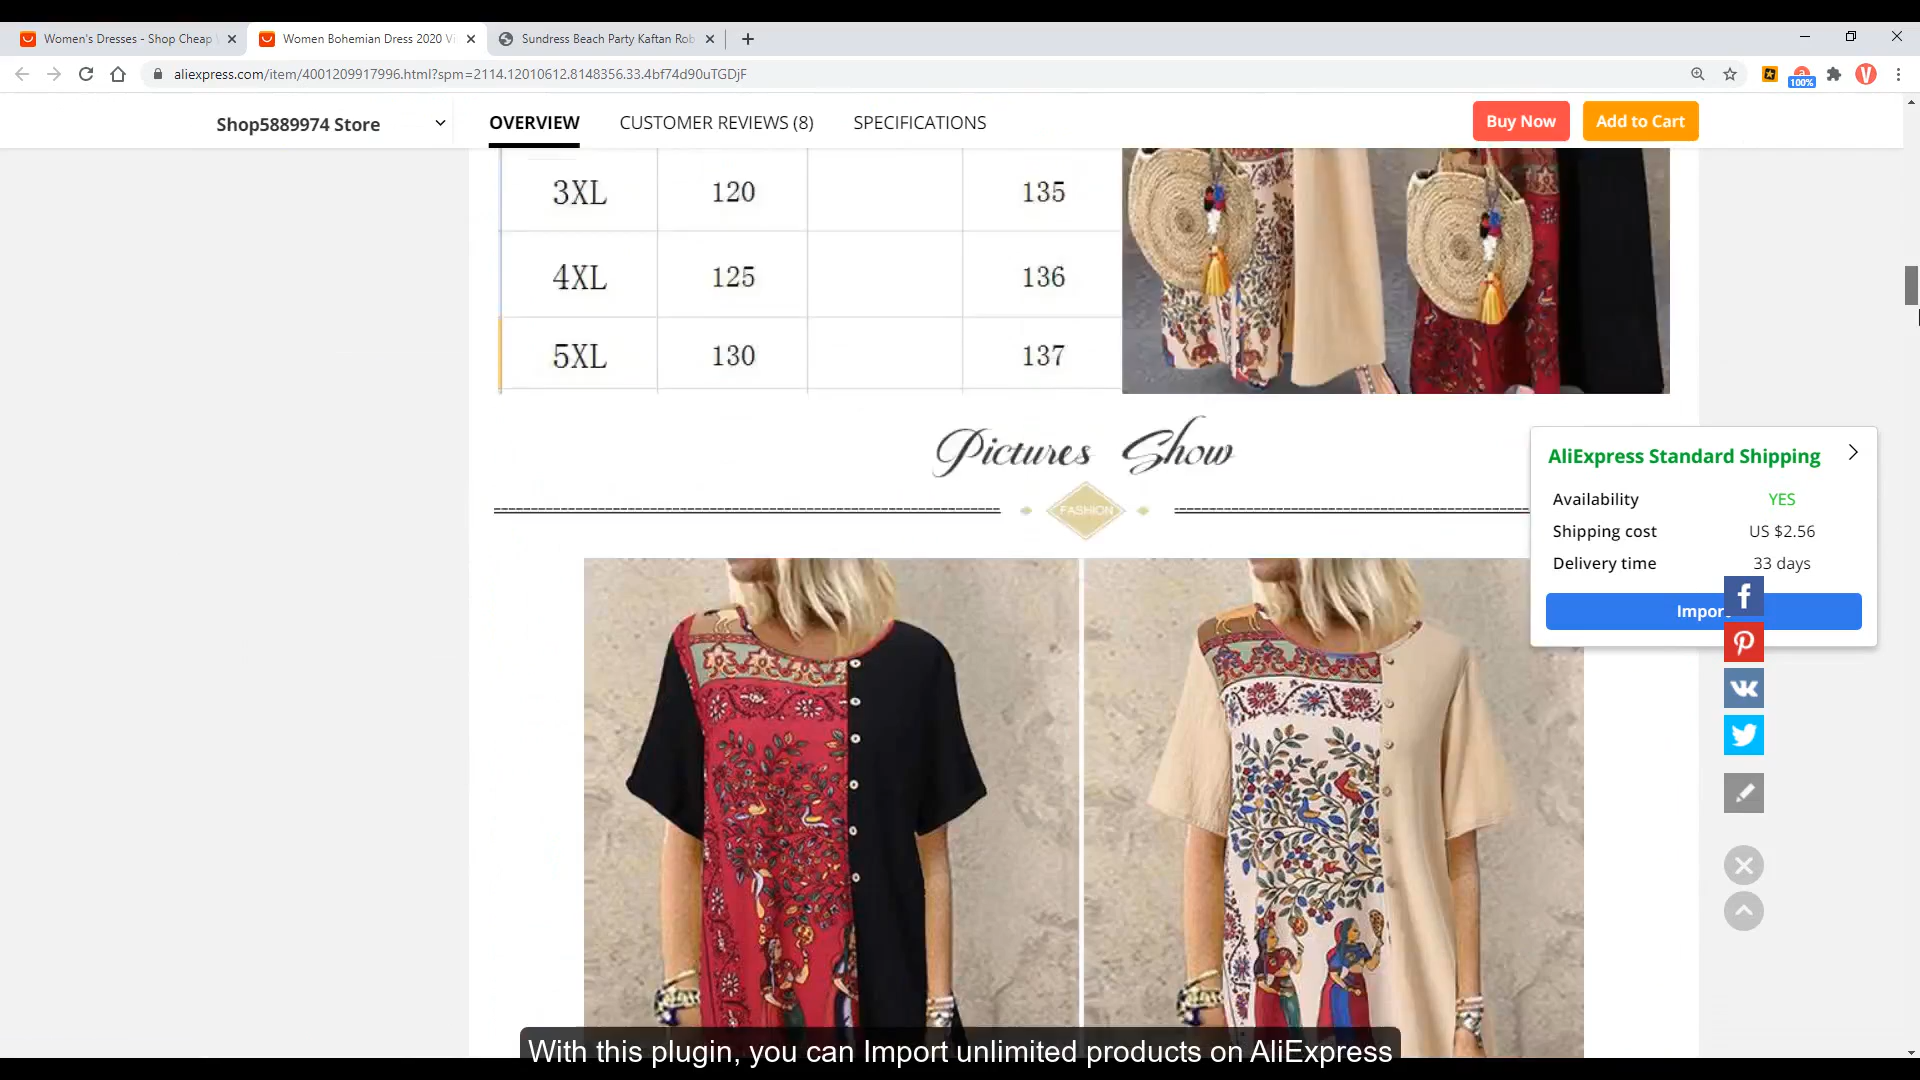 Women's Dresses - Shop Cheap
Women Bohemian Dress 2020 Vi
Sundress Beach Party Kaftan Rob
aliexpress.com/item/4001209917996.html?spm=2114.12010612.8148356.33.4bf74d90uTGDjF
100%
V
Shop5889974 Store
OVERVIEW
CUSTOMER REVIEWS (8)
SPECIFICATIONS
Buy Now
Add to Cart
3XL 120 135
4XL 125 136
5XL 130 137
Pictures Show
FASHION
AliExpress Standard Shipping
Availability YES
Shipping cost US $2.56
Delivery time 33 days
Impor
With this plugin, you can Import unlimited products on AliExpress